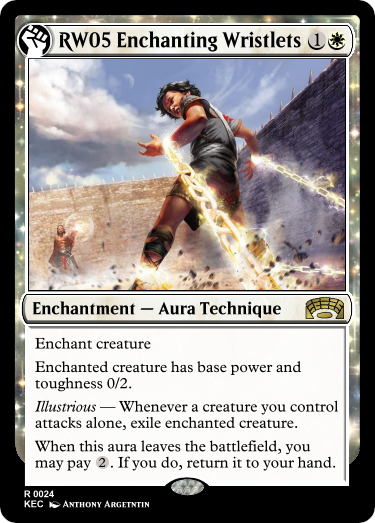 RW05 Enchanting Wristlets 1
Enchantment — Aura Technique
Enchant creature
Enchanted creature has base power and
toughness 0/2.
Illustrious — Whenever a creature you control
attacks alone, exile enchanted creature.
When this aura leaves the battlefield, you
may pay 2. If you do, return it to your hand.
R 0024
KEC Anthony Argetntin